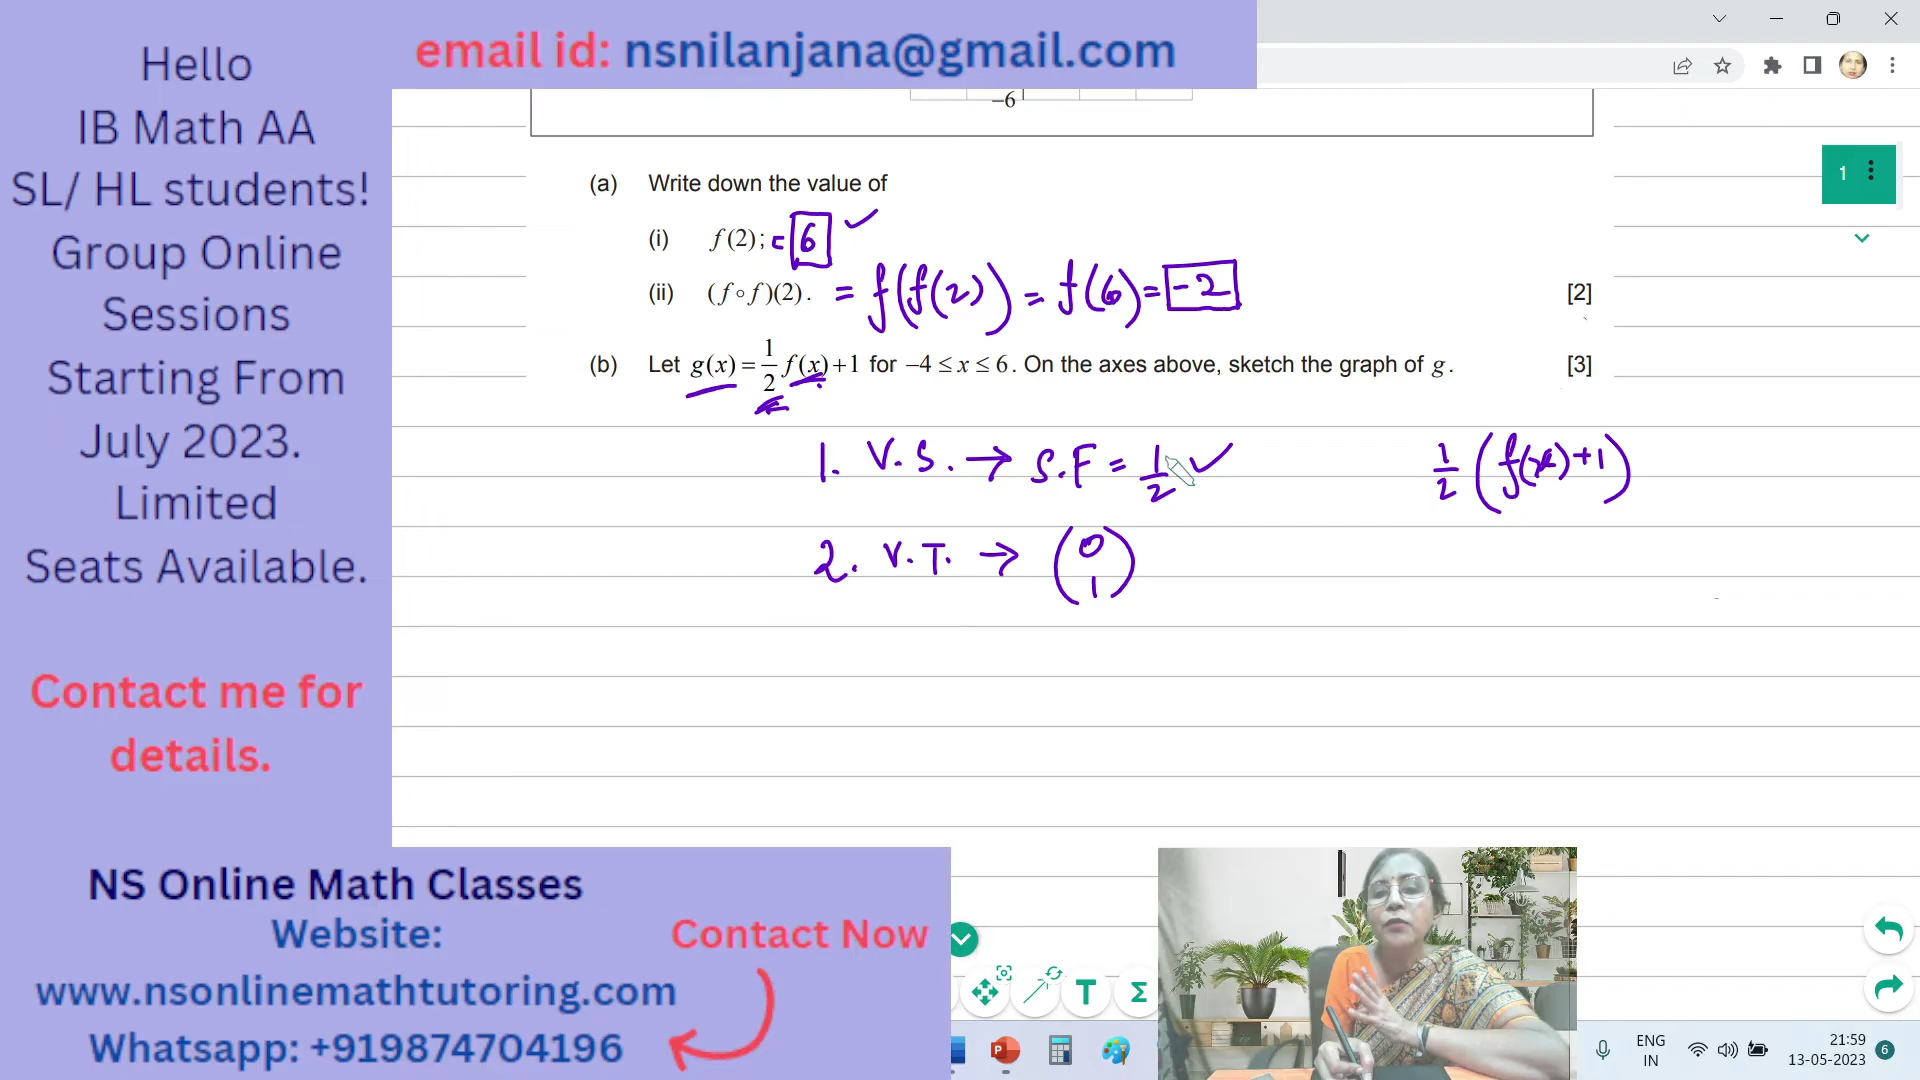 Hello
IB Math AA
SL/ HL students!
Group Online
Sessions
Starting From
July 2023.
Limited
Seats Available.
Contact me for
details.
email id: nsnilanjana@gmail.com
−6
1
(a) Write down the value of
(i) f(2); = 6 ✓
(ii) (f∘f)(2). = f(f(2)) = f(6) = -2 [2]
(b) Let g(x) = 1/2 f(x)+1 for −4 ≤ x ≤ 6. On the axes above, sketch the graph of g. [3]
1. V.S. → S.F = 1/2 ✓
1/2 (f(x)+1)
2. V.T. → (0 1)
NS Online Math Classes
Website:
www.nsonlinemathtutoring.com
Whatsapp: +919874704196
Contact Now
T Σ
ENG
IN
21:59
13-05-2023
6